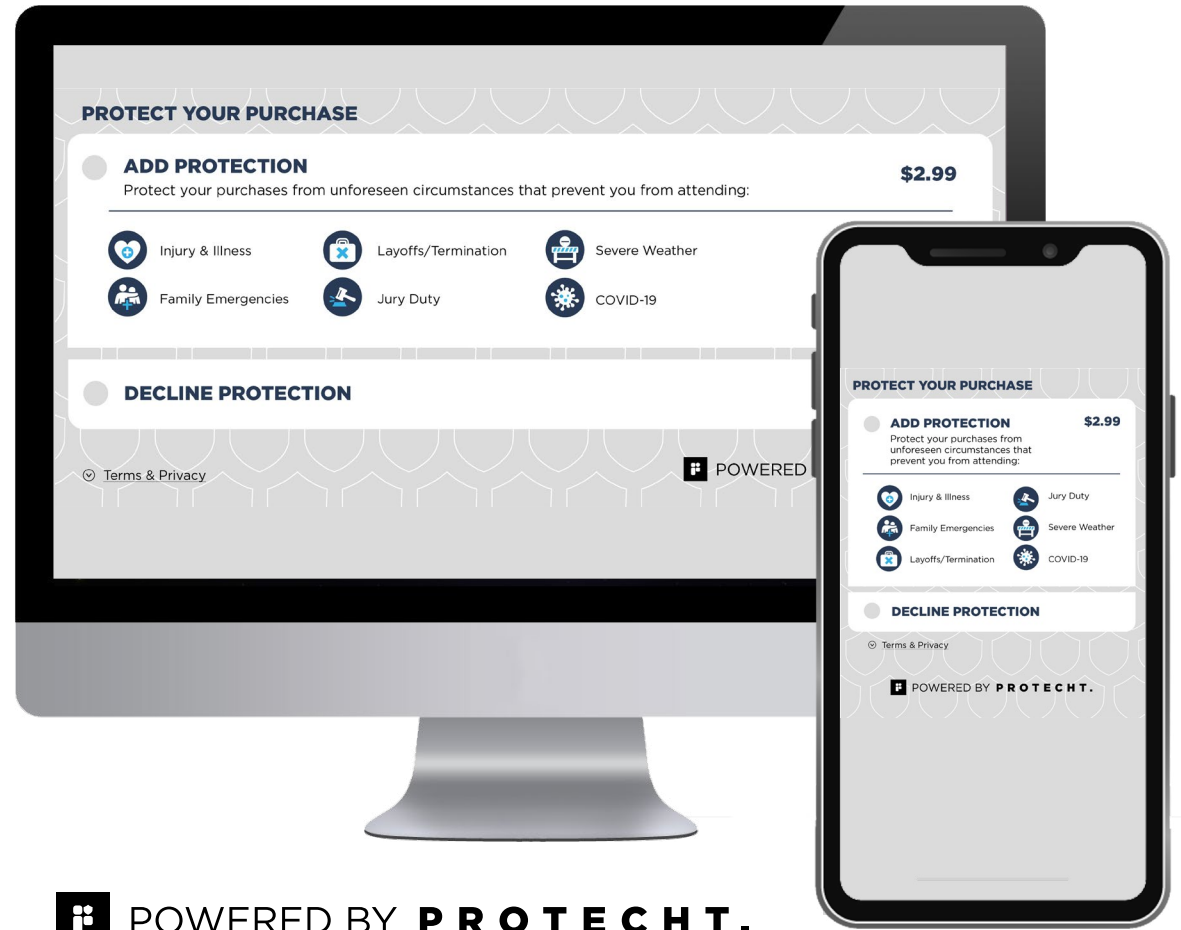 PROTECT YOUR PURCHASE
ADD PROTECTION
$2.99
Protect your purchases from unforeseen circumstances that prevent you from attending:
Injury & Illness
Layoffs/Termination
Severe Weather
Family Emergencies
Jury Duty
COVID-19
DECLINE PROTECTION
Terms & Privacy
POWERED
PROTECT YOUR PURCHASE
ADD PROTECTION
$2.99
Protect your purchases from
unforeseen circumstances that
prevent you from attending:
Injury & Illness
Jury Duty
Family Emergencies
Severe Weather
Layoffs/Termination
COVID-19
DECLINE PROTECTION
Terms & Privacy
POWERED BY PROTECHT.
POWERED BY PROTECHT.